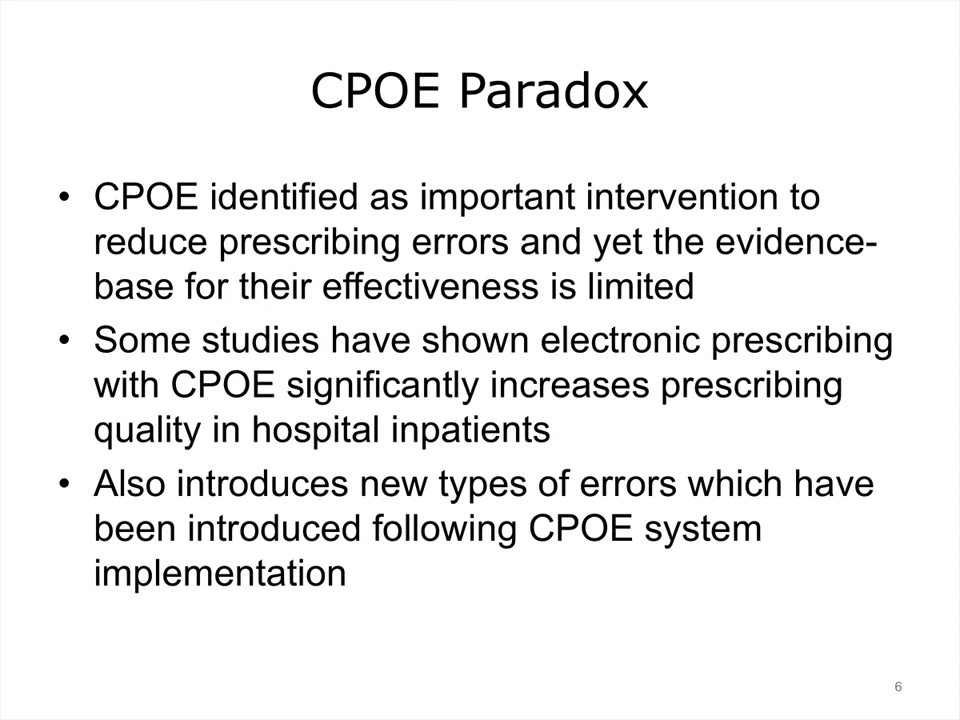 CPOE Paradox
• CPOE identified as important intervention to
reduce prescribing errors and yet the evidence-
base for their effectiveness is limited
• Some studies have shown electronic prescribing
with CPOE significantly increases prescribing
quality in hospital inpatients
• Also introduces new types of errors which have
been introduced following CPOE system
implementation
6